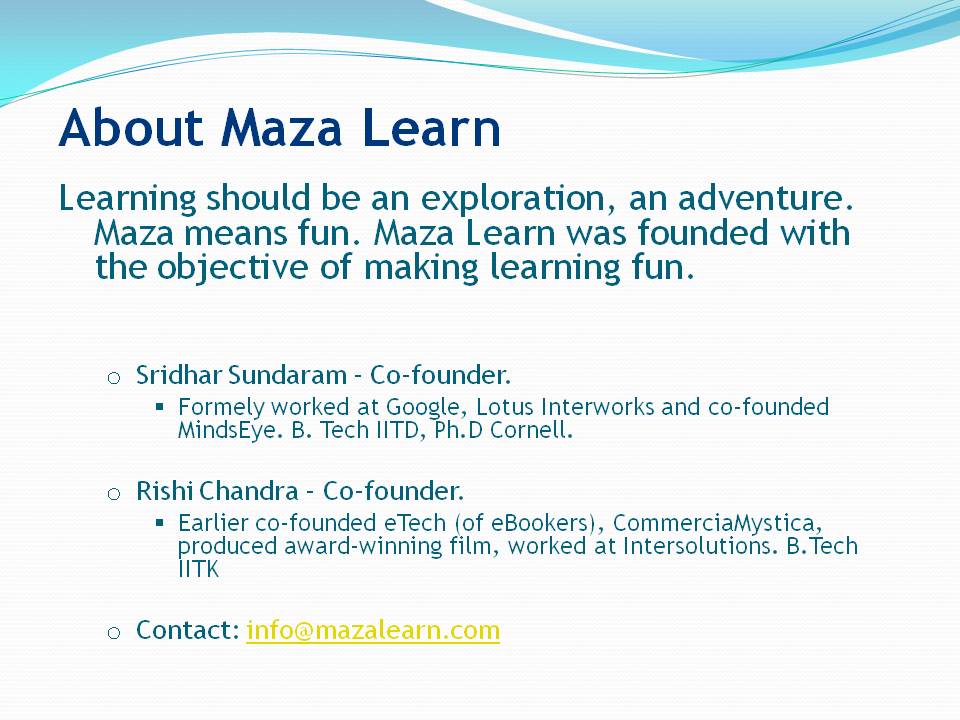 About Maza Learn
Learning should be an exploration, an adventure.
Maza means fun. Maza Learn was founded with
the objective of making learning fun.
o Sridhar Sundaram – Co-founder.
▪ Formely worked at Google, Lotus Interworks and co-founded
MindsEye. B. Tech IITD, Ph.D Cornell.
o Rishi Chandra – Co-founder.
▪ Earlier co-founded eTech (of eBookers), CommerciaMystica,
produced award-winning film, worked at Intersolutions. B.Tech
IITK
o Contact: info@mazalearn.com